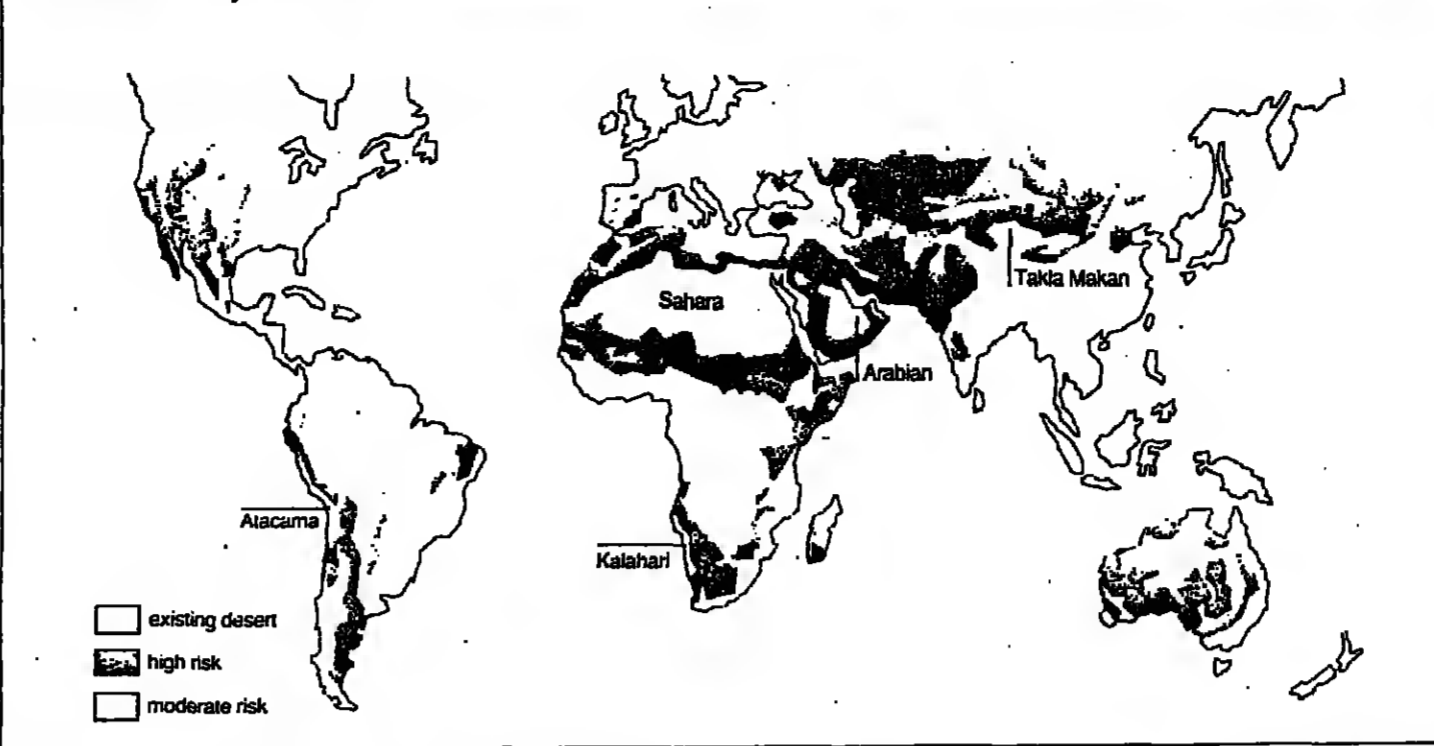 Sahara
Takla Makan
Arabian
Atacama
Kalahari
existing desert
high risk
moderate risk